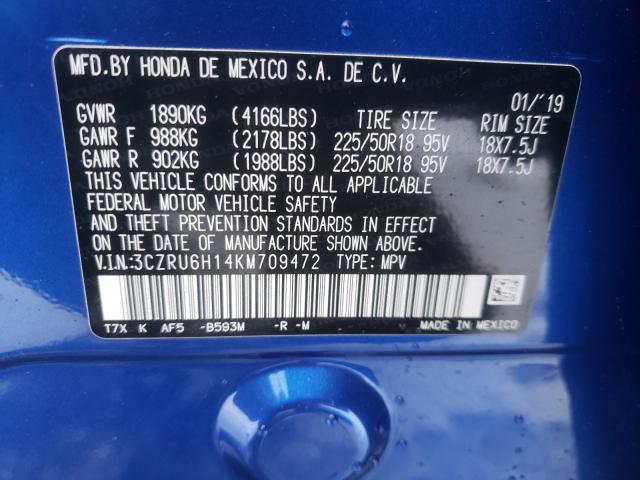 MFD.BY HONDA DE MEXICO S.A. DE C.V.
01/'19
GVWR 1890KG (4166LBS) TIRE SIZE RIM SIZE
GAWR F 988KG (2178LBS) 225/50R18 95V 18X7.5J
GAWR R 902KG (1988LBS) 225/50R18 95V 18X7.5J
THIS VEHICLE CONFORMS TO ALL APPLICABLE
FEDERAL MOTOR VEHICLE SAFETY
AND THEFT PREVENTION STANDARDS IN EFFECT
ON THE DATE OF MANUFACTURE SHOWN ABOVE.
V.I.N.:3CZRU6H14KM709472 TYPE: MPV
T7X K AF5 -B593M -R -M
MADE IN MEXICO